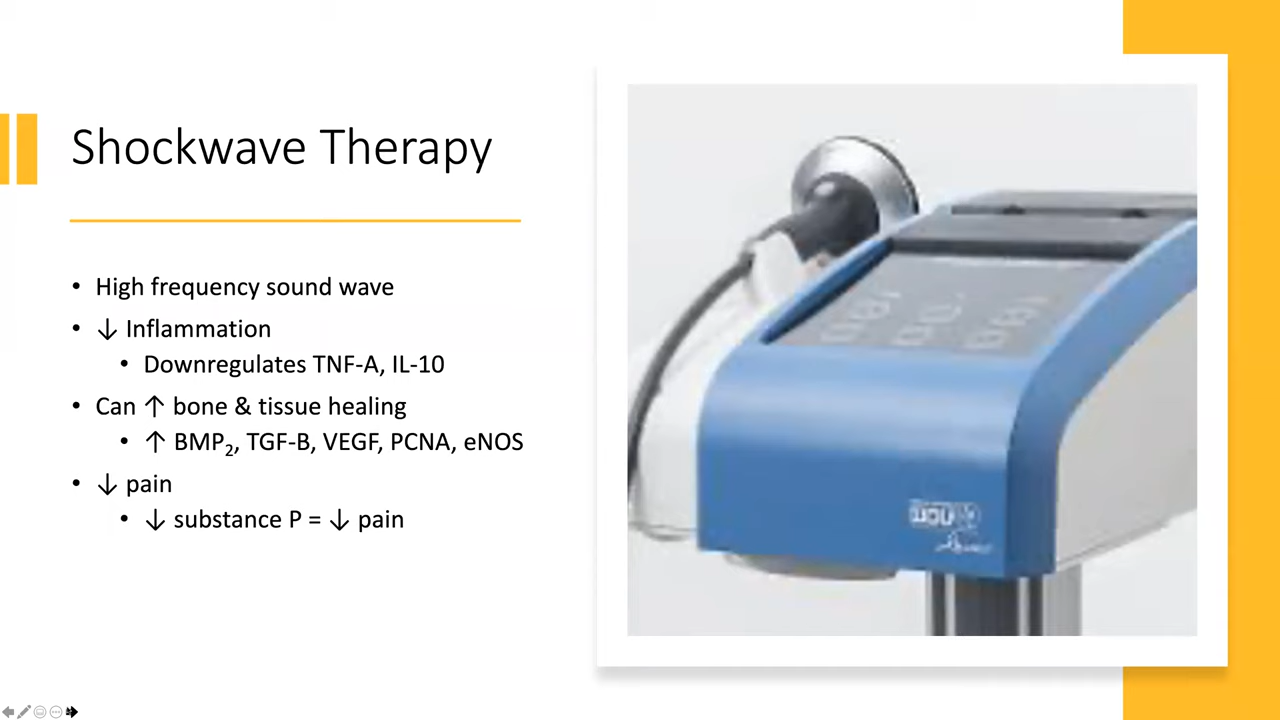 Shockwave Therapy
• High frequency sound wave
• ↓ Inflammation
• Downregulates TNF-A, IL-10
• Can ↑ bone & tissue healing
• ↑ BMP₂, TGF-B, VEGF, PCNA, eNOS
• ↓ pain
• ↓ substance P = ↓ pain